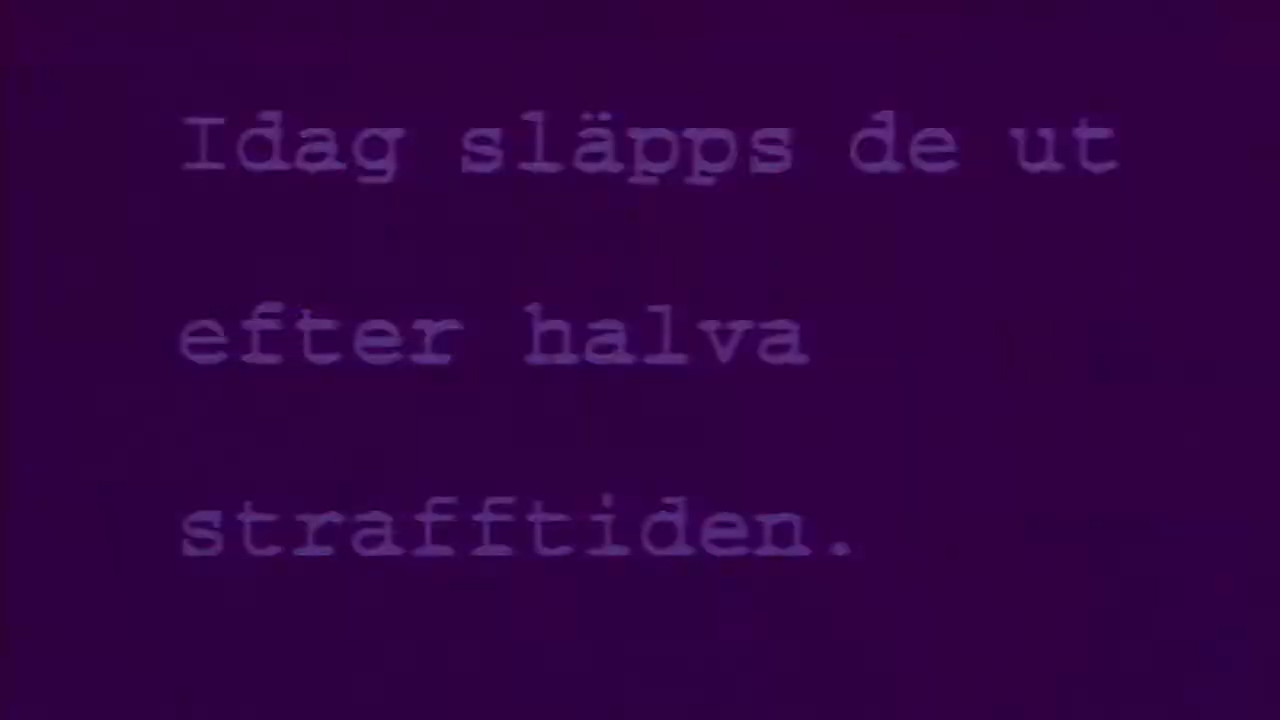 Idag släpps de ut
efter halva
strafftiden.